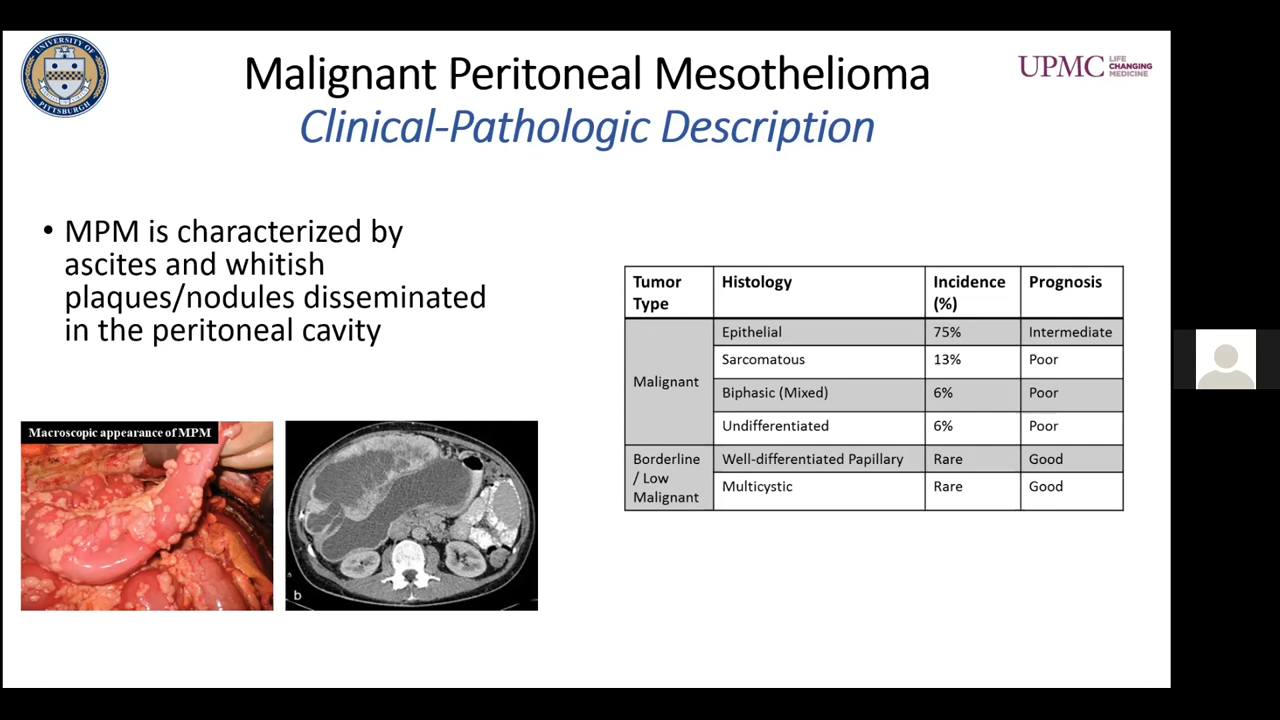 UNIVERSITY OF
PITTSBURGH
Malignant Peritoneal Mesothelioma
Clinical-Pathologic Description
UPMC LIFE CHANGING MEDICINE
• MPM is characterized by
ascites and whitish
plaques/nodules disseminated
in the peritoneal cavity
Macroscopic appearance of MPM
b
Tumor Type Histology Incidence (%) Prognosis
Malignant Epithelial 75% Intermediate
Sarcomatous 13% Poor
Biphasic (Mixed) 6% Poor
Undifferentiated 6% Poor
Borderline / Low Malignant Well-differentiated Papillary Rare Good
Multicystic Rare Good